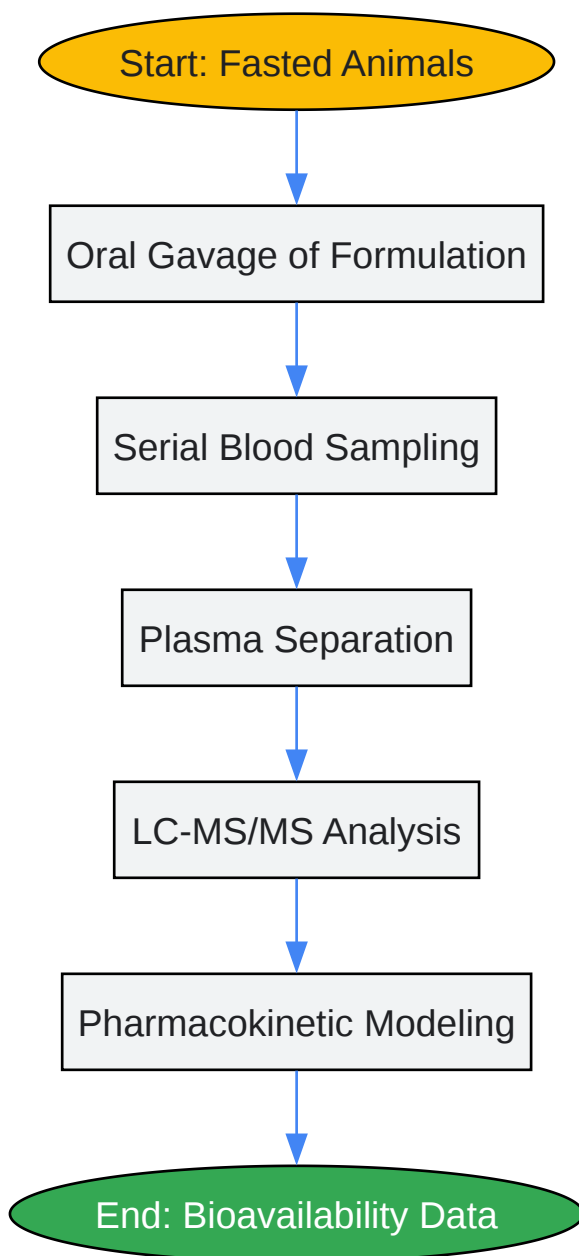 Start: Fasted Animals
Oral Gavage of Formulation
Serial Blood Sampling
Plasma Separation
LC-MS/MS Analysis
Pharmacokinetic Modeling
End: Bioavailability Data